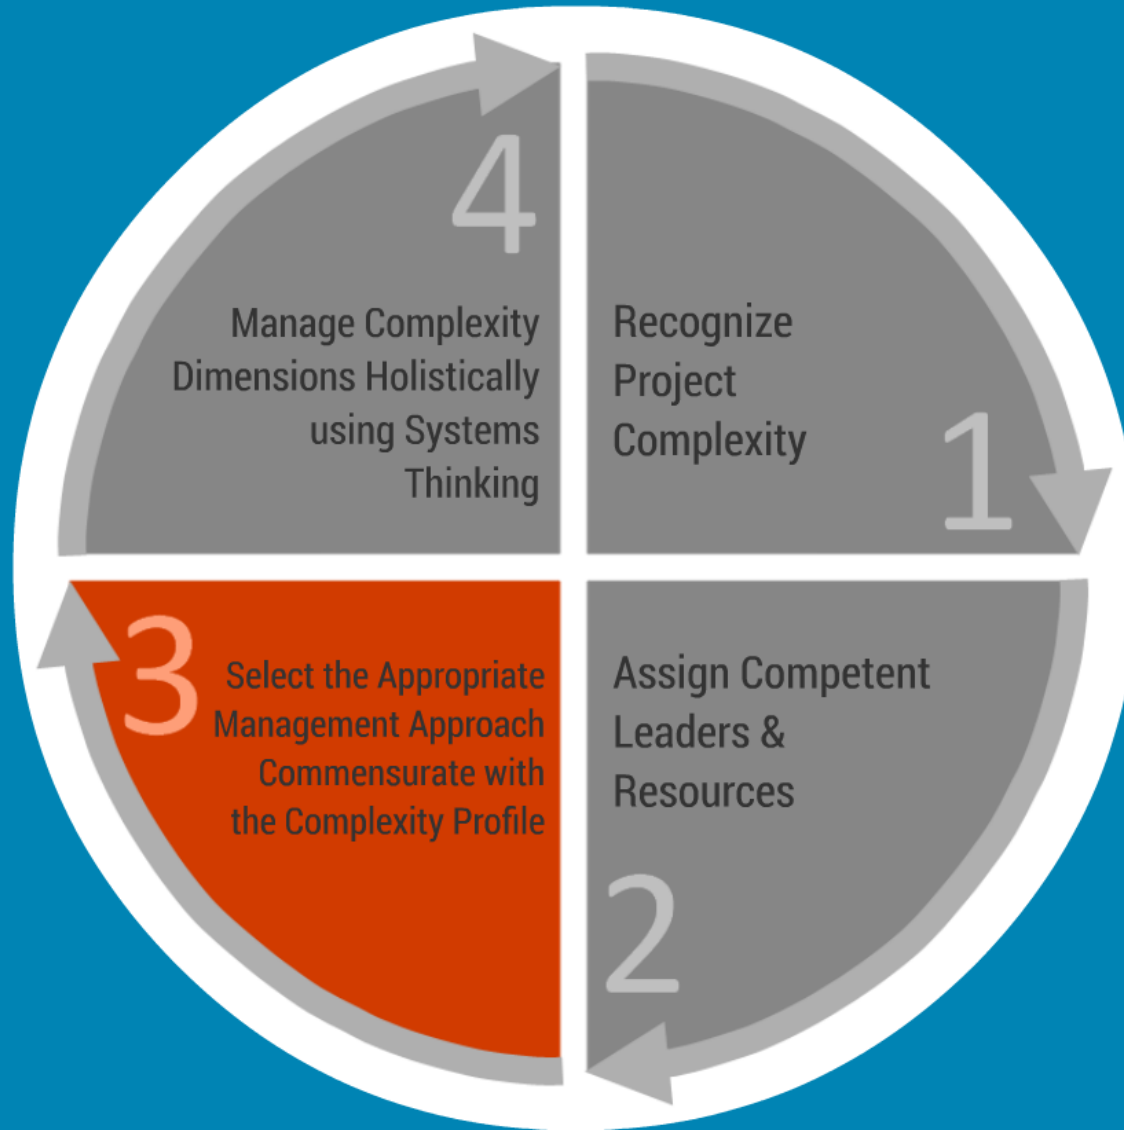 Recognize
Project
Complexity
1
Assign Competent
Leaders &
Resources
2
3
Select the Appropriate
Management Approach
Commensurate with
the Complexity Profile
4
Manage Complexity
Dimensions Holistically
using Systems
Thinking